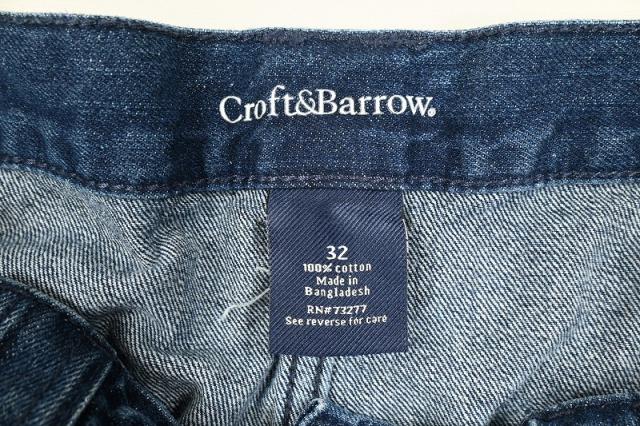 Croft&Barrow®
32
100% cotton
Made in
Bangladesh
RN#73277
See reverse for care